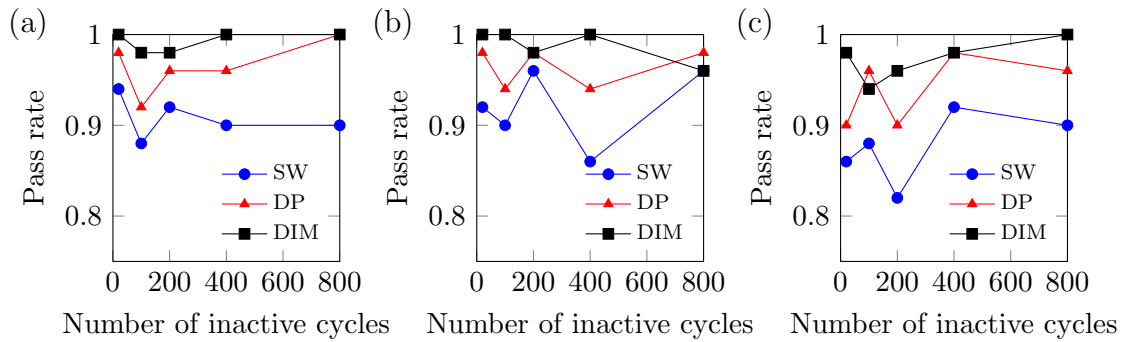 (a)
1
0.9
0.8
Pass rate
SW
DP
DIM
0 200 400 600 800
Number of inactive cycles
(b)
1
0.9
0.8
Pass rate
SW
DP
DIM
0 200 400 600 800
Number of inactive cycles
(c)
1
0.9
0.8
Pass rate
SW
DP
DIM
0 200 400 600 800
Number of inactive cycles